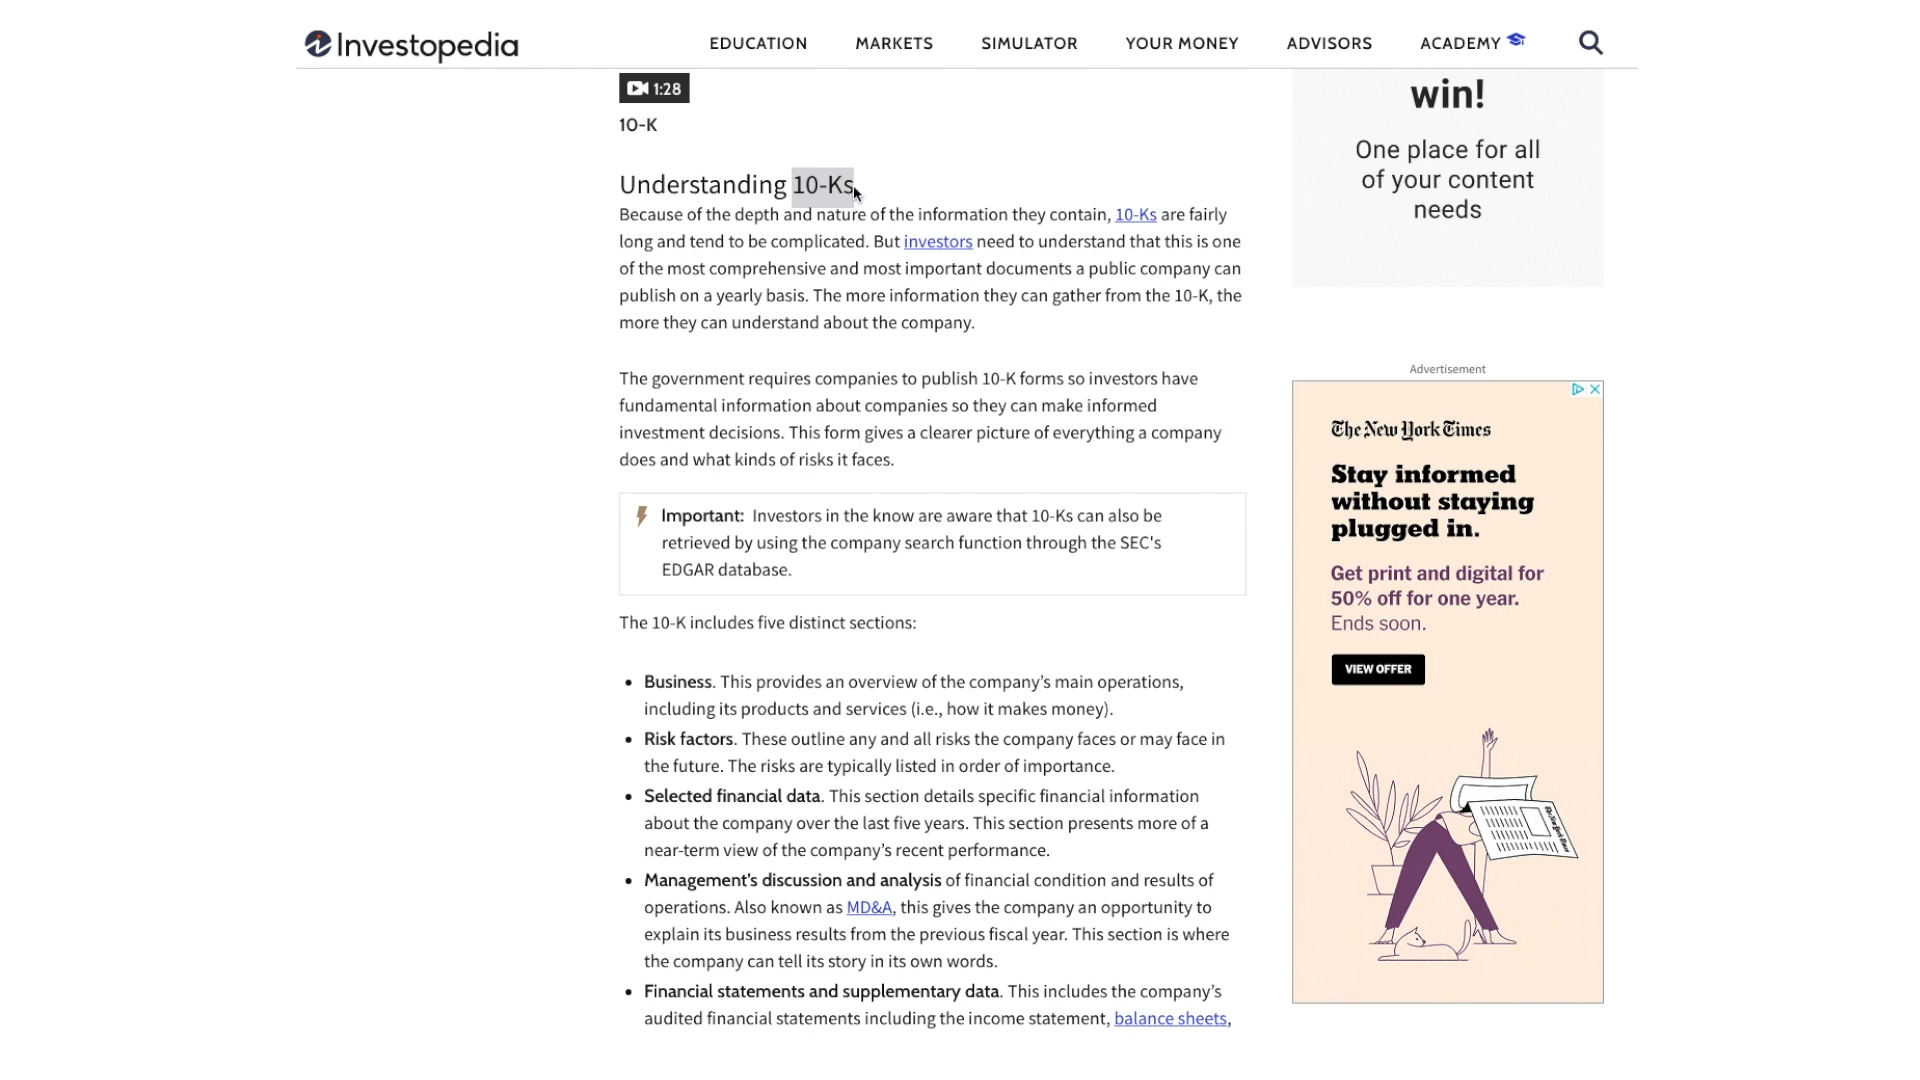 Investopedia
EDUCATION MARKETS SIMULATOR YOUR MONEY ADVISORS ACADEMY
1:28
10-K
Understanding 10-Ks
Because of the depth and nature of the information they contain, 10-Ks are fairly
long and tend to be complicated. But investors need to understand that this is one
of the most comprehensive and most important documents a public company can
publish on a yearly basis. The more information they can gather from the 10-K, the
more they can understand about the company.
The government requires companies to publish 10-K forms so investors have
fundamental information about companies so they can make informed
investment decisions. This form gives a clearer picture of everything a company
does and what kinds of risks it faces.
Important: Investors in the know are aware that 10-Ks can also be
retrieved by using the company search function through the SEC's
EDGAR database.
The 10-K includes five distinct sections:
• Business. This provides an overview of the company’s main operations,
including its products and services (i.e., how it makes money).
• Risk factors. These outline any and all risks the company faces or may face in
the future. The risks are typically listed in order of importance.
• Selected financial data. This section details specific financial information
about the company over the last five years. This section presents more of a
near-term view of the company’s recent performance.
• Management’s discussion and analysis of financial condition and results of
operations. Also known as MD&A, this gives the company an opportunity to
explain its business results from the previous fiscal year. This section is where
the company can tell its story in its own words.
• Financial statements and supplementary data. This includes the company’s
audited financial statements including the income statement, balance sheets,
win!
One place for all
of your content
needs
Advertisement
The New York Times
Stay informed
without staying
plugged in.
Get print and digital for
50% off for one year.
Ends soon.
VIEW OFFER